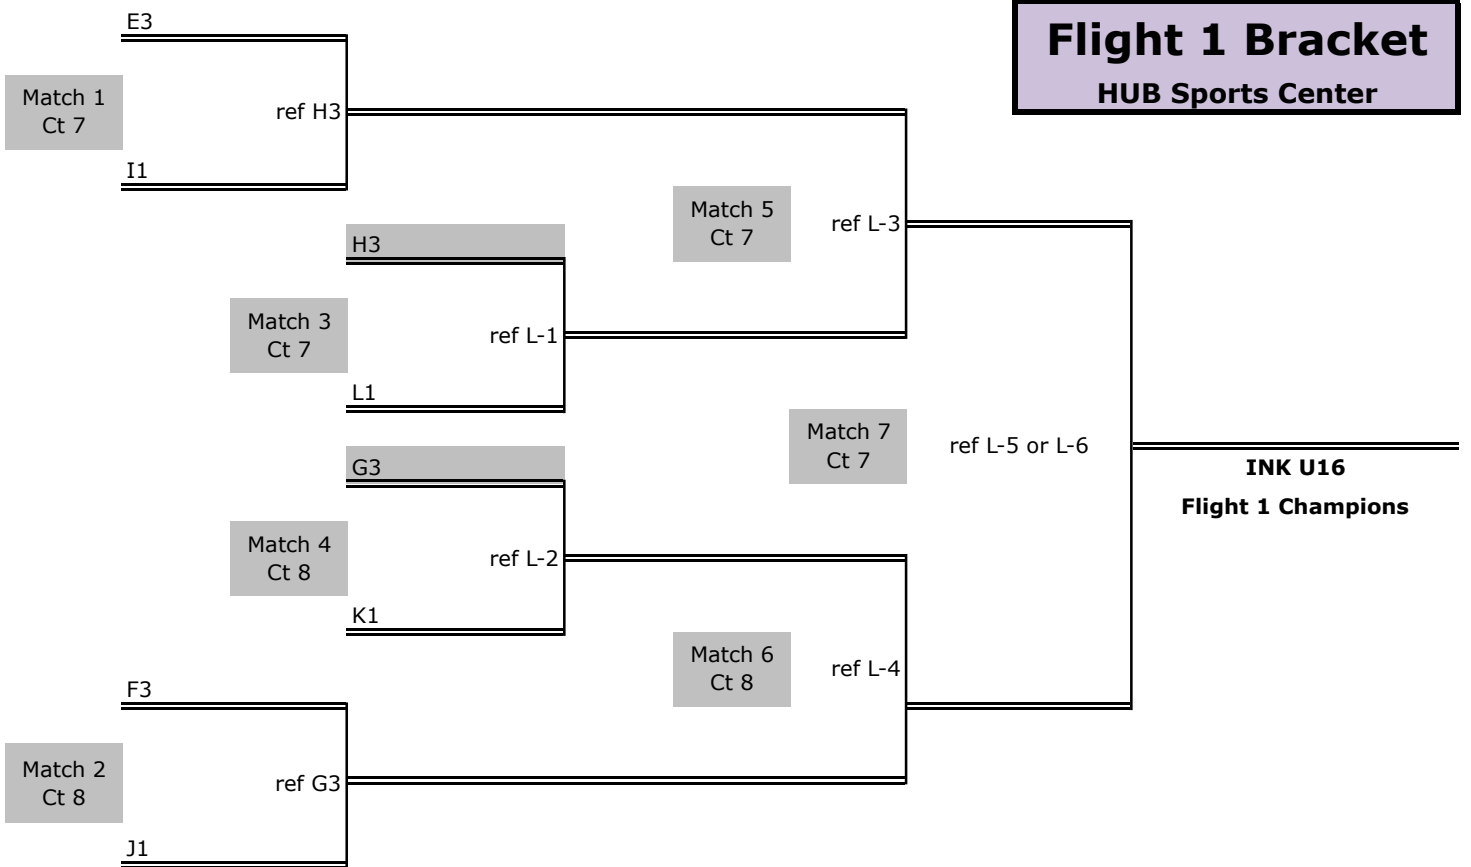 Flight 1 Bracket
HUB Sports Center
E3
Match 1
Ct 7
ref H3
I1
Match 5
Ct 7
ref L-3
H3
Match 3
Ct 7
ref L-1
L1
Match 7
Ct 7
ref L-5 or L-6
INK U16
Flight 1 Champions
G3
Match 4
Ct 8
ref L-2
K1
Match 6
Ct 8
ref L-4
F3
Match 2
Ct 8
ref G3
J1